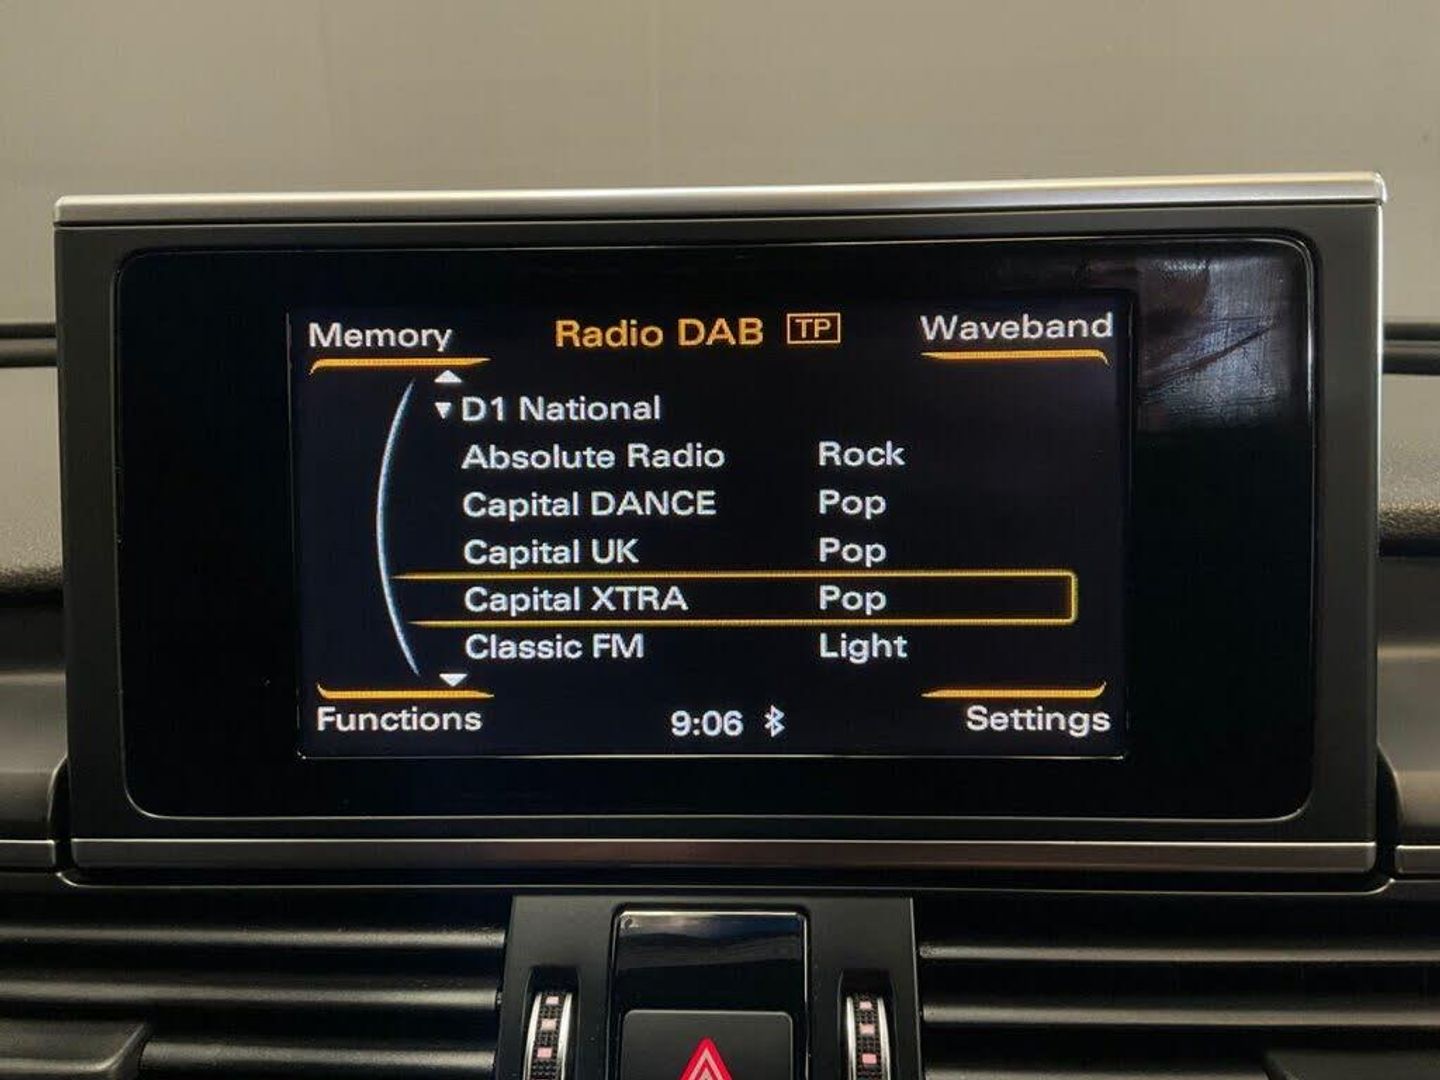 Memory Radio DAB TP Waveband
D1 National
Absolute Radio Rock
Capital DANCE Pop
Capital UK Pop
Capital XTRA Pop
Classic FM Light
Functions 9:06 Settings